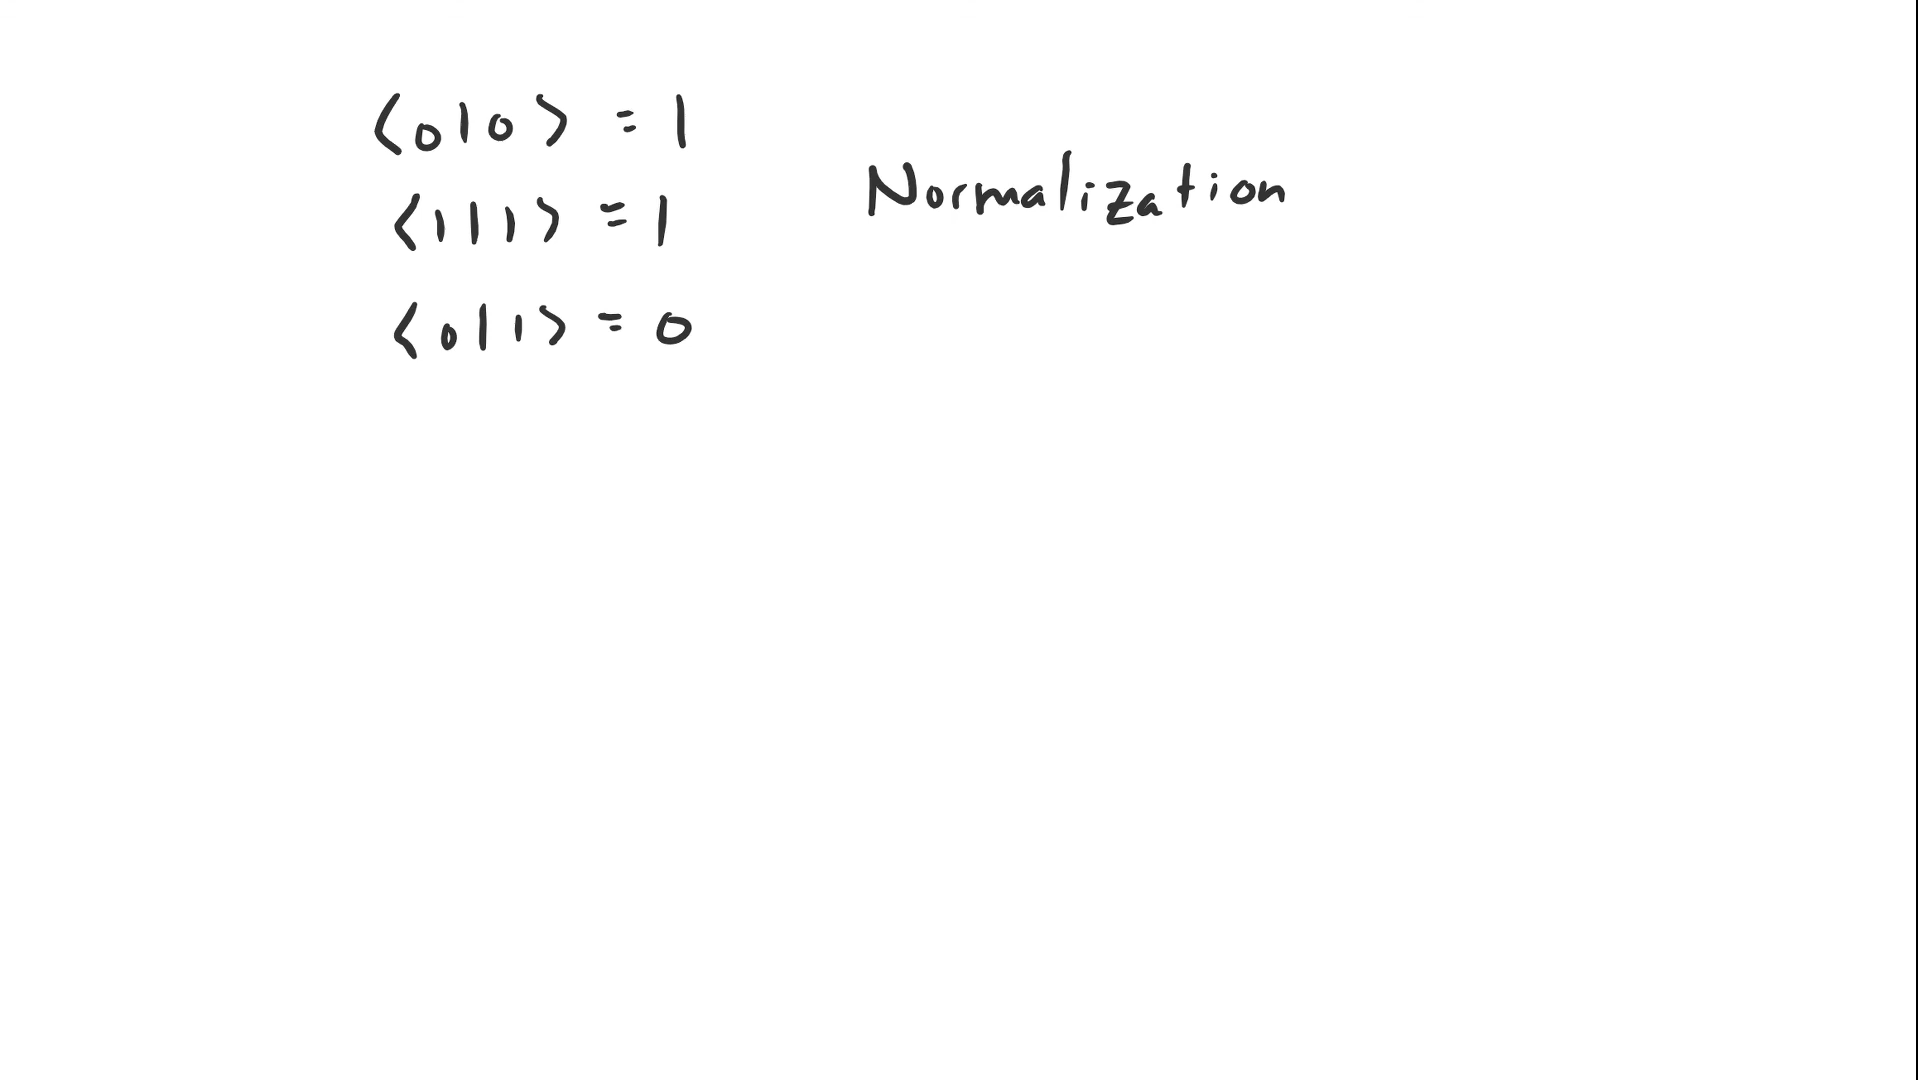 ⟨0|0⟩ = 1
⟨1|1⟩ = 1
Normalization
⟨0|1⟩ = 0